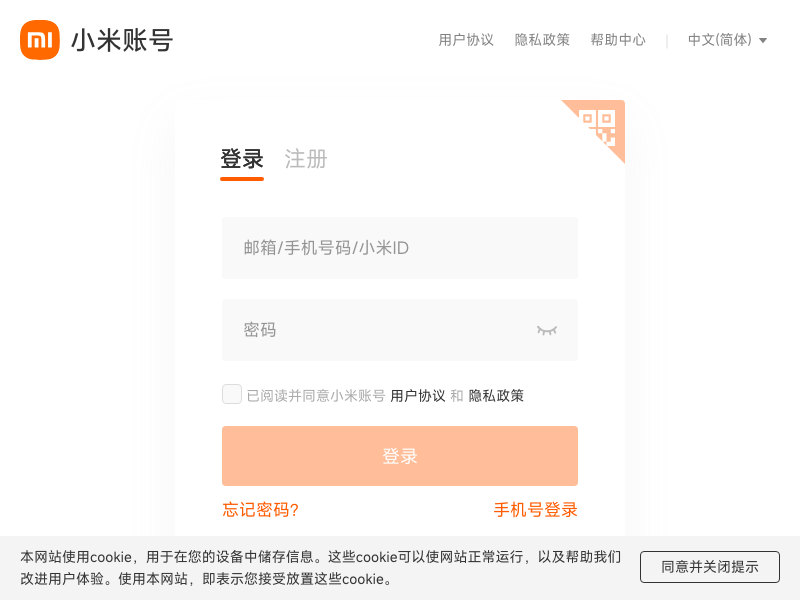 小米账号
用户协议 隐私政策 帮助中心 | 中文(简体)
登录 注册
邮箱/手机号码/小米ID
密码
已阅读并同意小米账号 用户协议 和 隐私政策
登录
忘记密码? 手机号登录
本网站使用cookie，用于在您的设备中储存信息。这些cookie可以使网站正常运行，以及帮助我们
改进用户体验。使用本网站，即表示您接受放置这些cookie。
同意并关闭提示